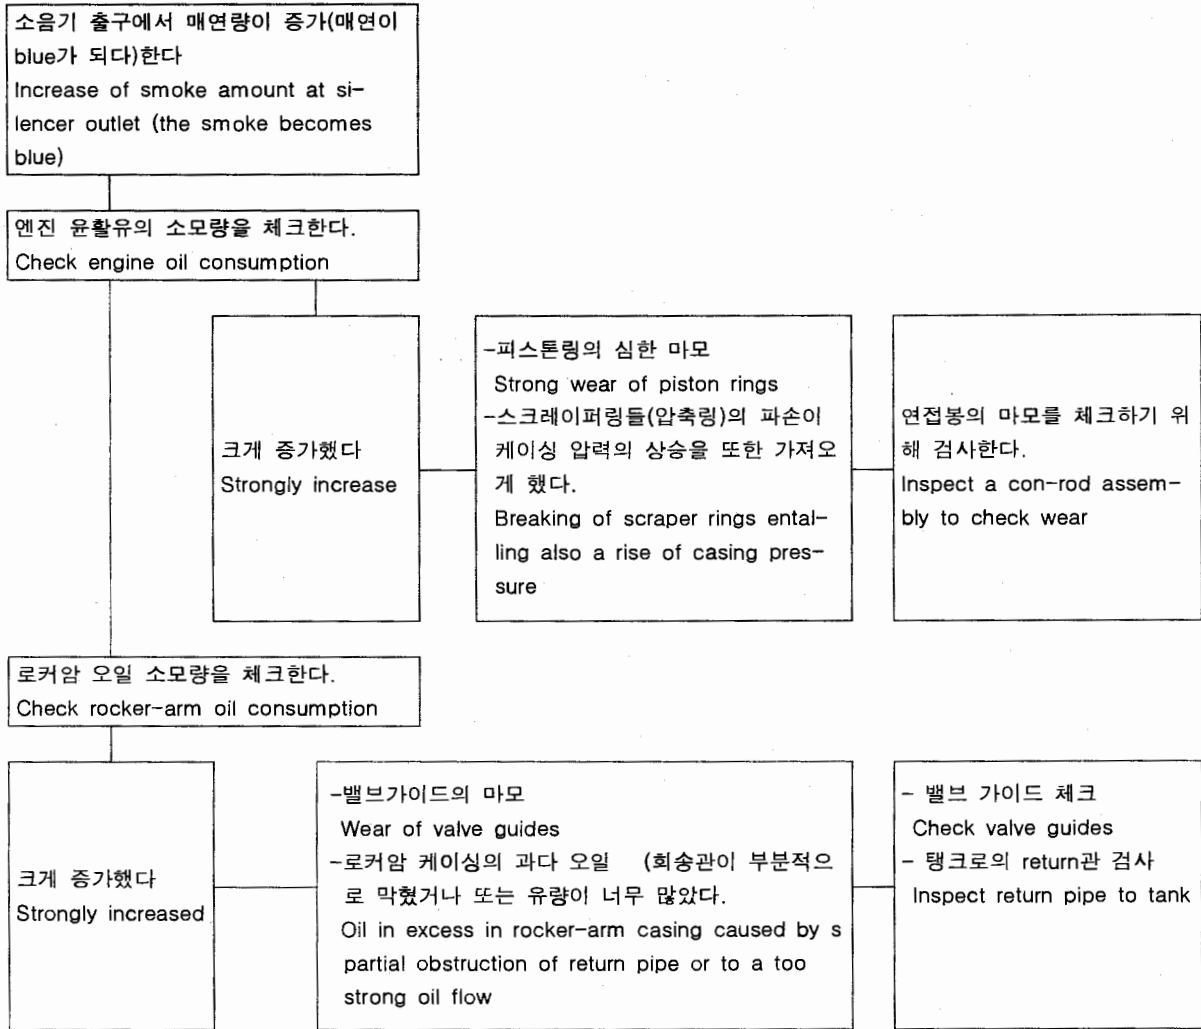 소음기 출구에서 매연량이 증가(매연이
blue가 되다)한다
Increase of smoke amount at si-
lencer outlet (the smoke becomes
blue)
엔진 윤활유의 소모량을 체크한다.
Check engine oil consumption
크게 증가했다
Strongly increase
-피스톤링의 심한 마모
Strong wear of piston rings
-스크레이퍼링들(압축링)의 파손이
케이싱 압력의 상승을 또한 가져오
게 했다.
Breaking of scraper rings ental-
ling also a rise of casing pres-
sure
연접봉의 마모를 체크하기 위
해 검사한다.
Inspect a con-rod assem-
bly to check wear
로커암 오일 소모량을 체크한다.
Check rocker-arm oil consumption
크게 증가했다
Strongly increased
-밸브가이드의 마모
Wear of valve guides
-로커암 케이싱의 과다 오일 (회송관이 부분적으
로 막혔거나 또는 유량이 너무 많았다.
Oil in excess in rocker-arm casing caused by s
partial obstruction of return pipe or to a too
strong oil flow
- 밸브 가이드 체크
Check valve guides
- 탱크로의 return관 검사
Inspect return pipe to tank